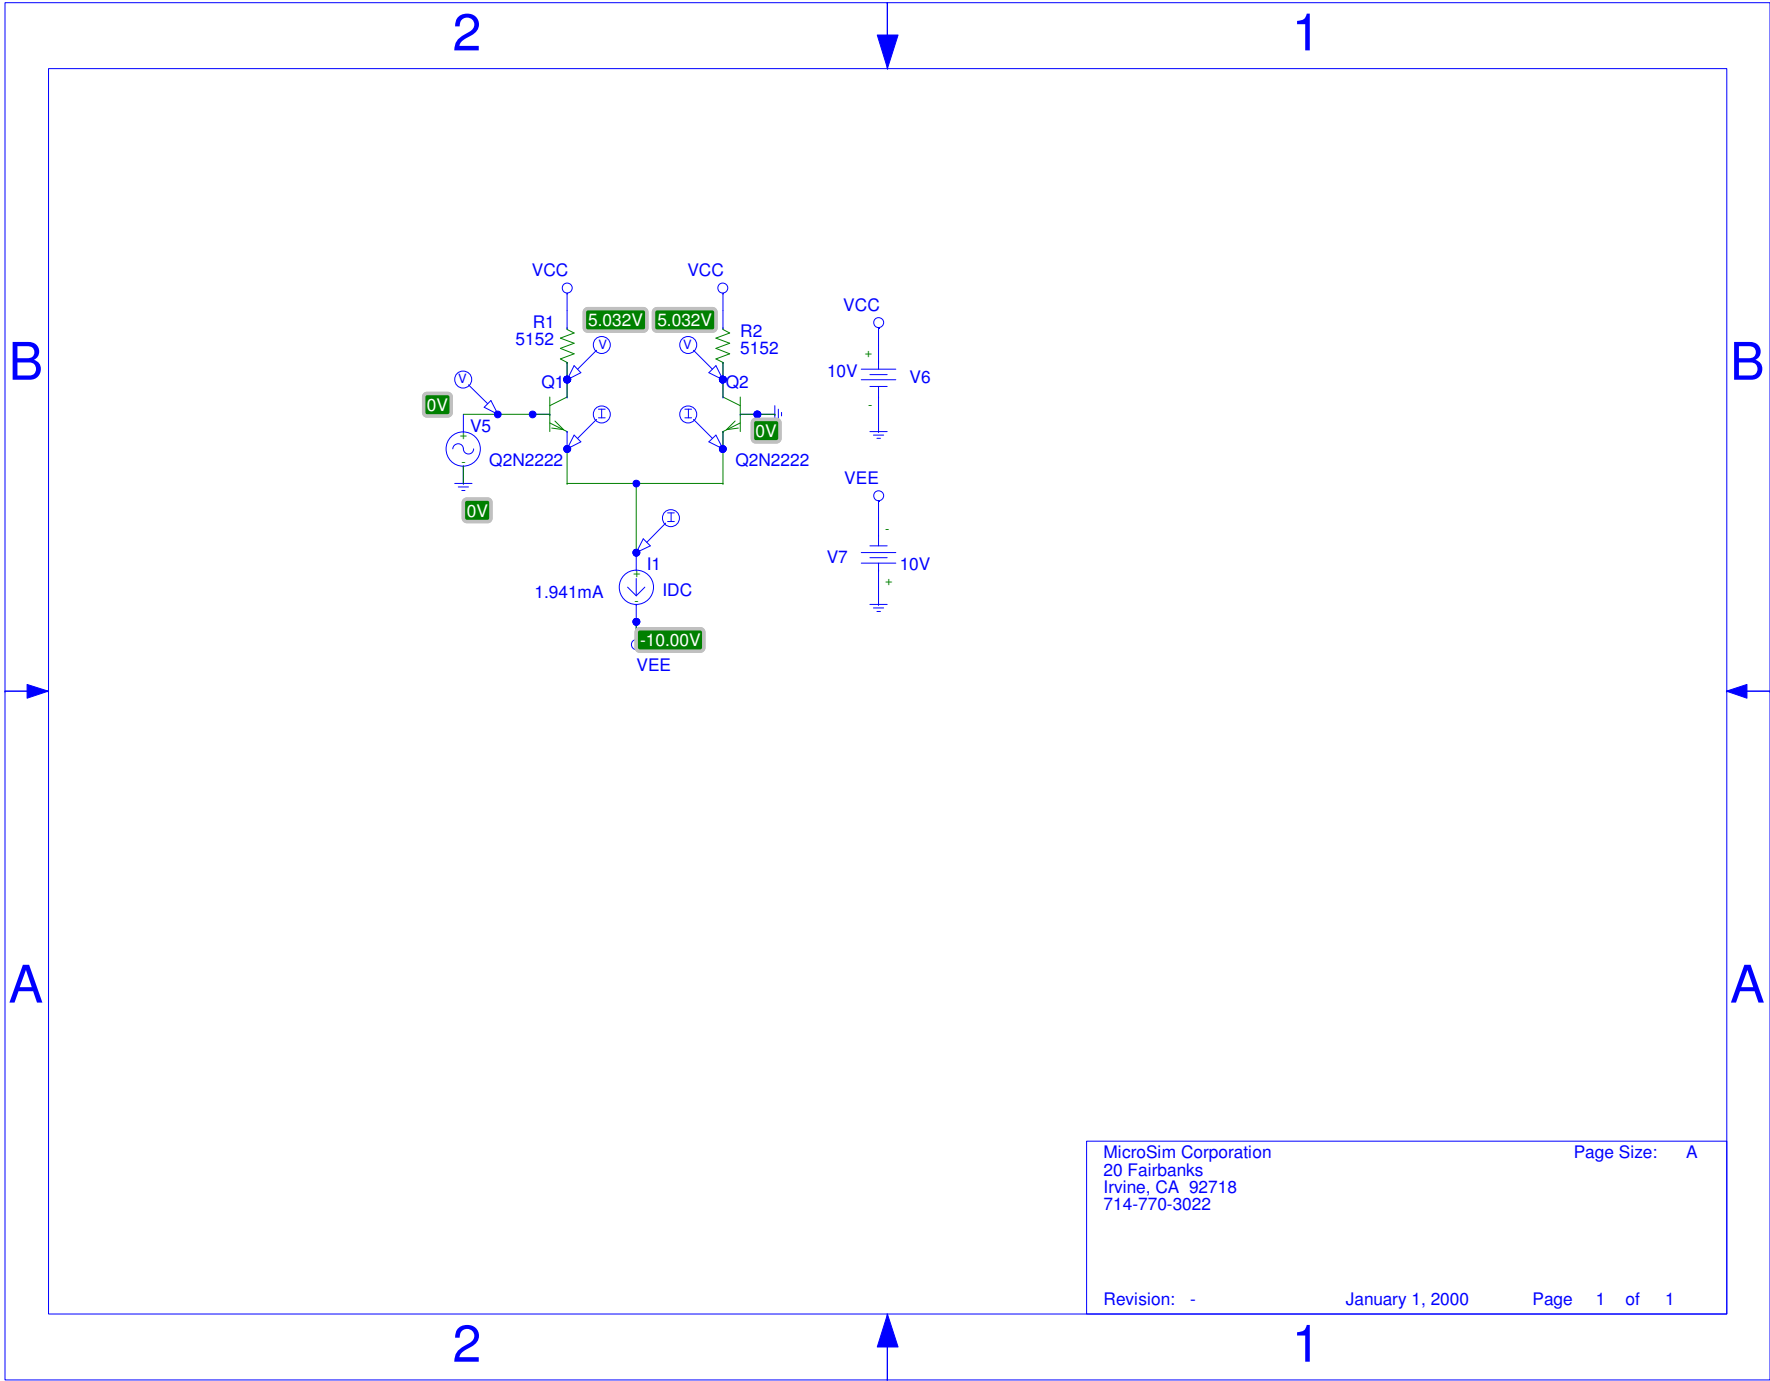 2 1
VCC VCC
VCC
R1 5.032V 5.032V R2
5152 5152
V V
10V + V6
V Q1 Q2
0V
-
V5 I I 0V
+
-
Q2N2222 Q2N2222
VEE
0V
I
-
V7 10V
I1
+
+
1.941mA IDC
-
-10.00V
VEE
B B
A A
MicroSim Corporation Page Size: A
20 Fairbanks
Irvine, CA 92718
714-770-3022
Revision: - January 1, 2000 Page 1 of 1
2 1